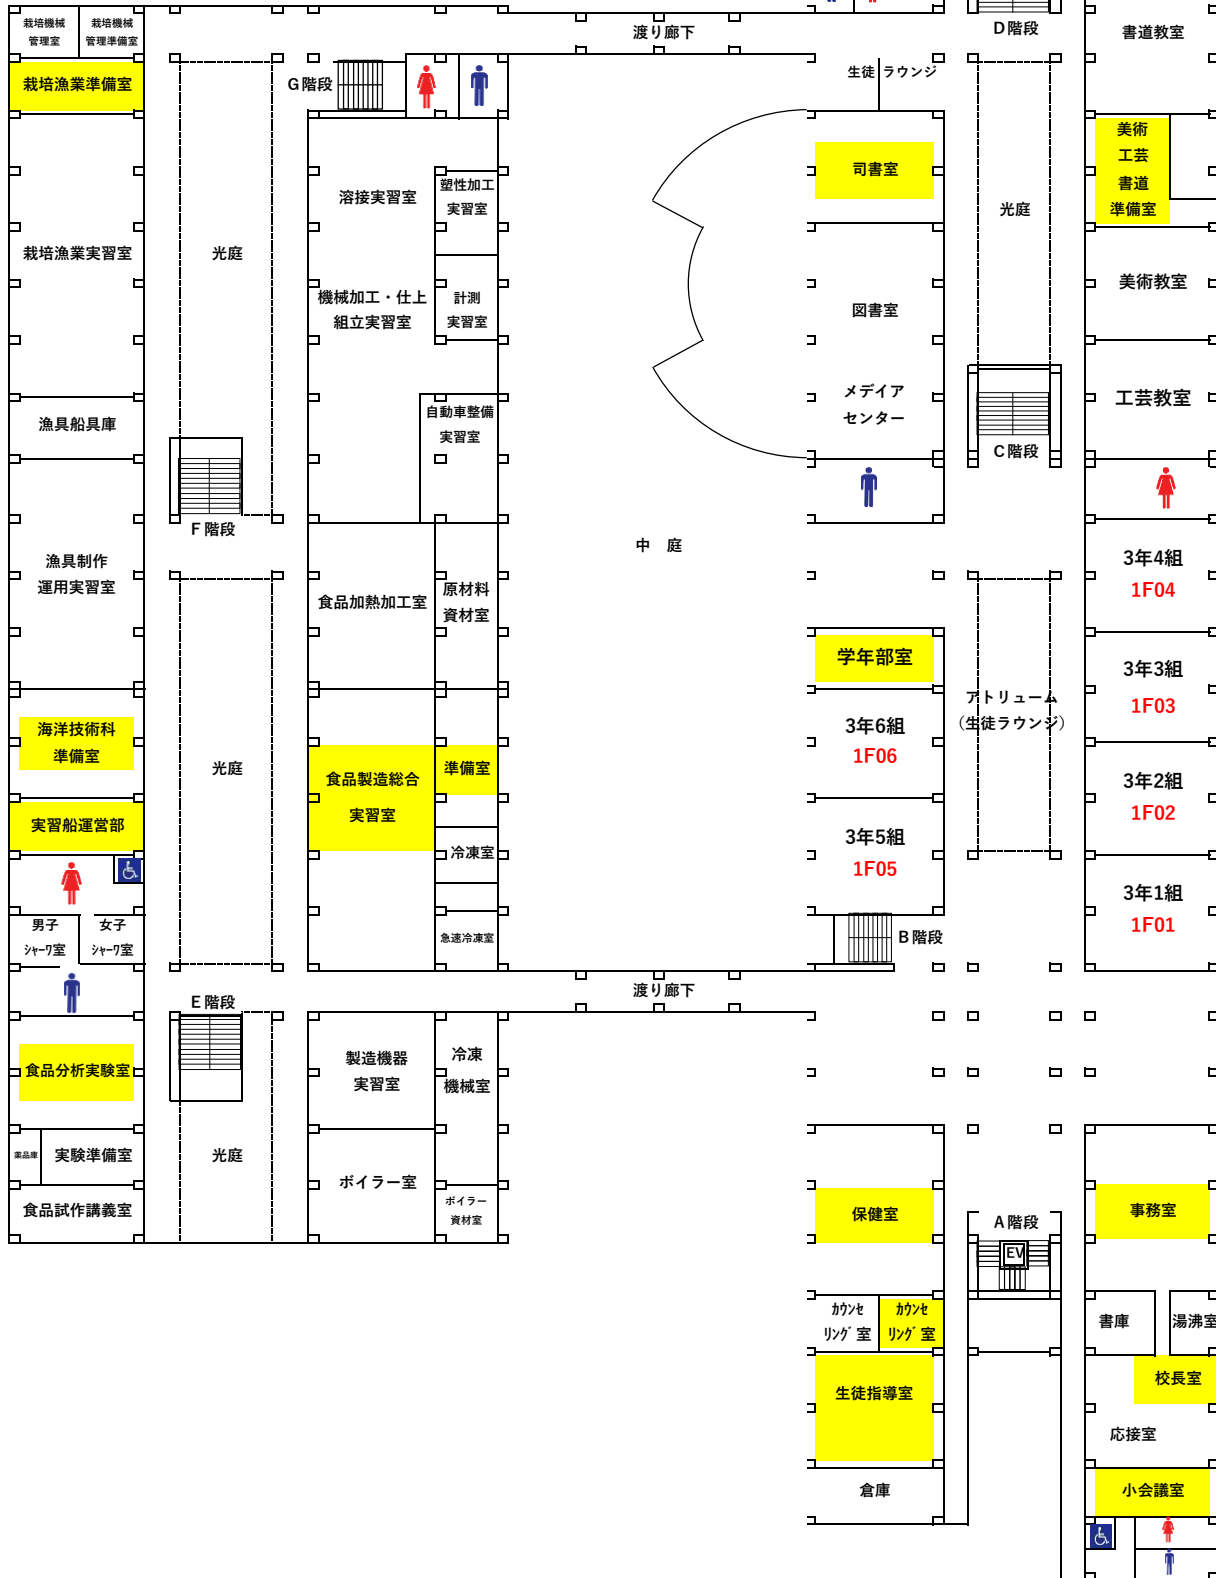 栽培機械
管理室
栽培機械
管理準備室
栽培漁業準備室
栽培漁業実習室
漁具船具庫
漁具制作
運用実習室
海洋技術科
準備室
実習船運営部
男子
ｼｬﾜｰ室
女子
ｼｬﾜｰ室
食品分析実験室
薬品庫
実験準備室
食品試作講義室
光庭
F階段
光庭
E階段
光庭
G階段
溶接実習室
塑性加工
実習室
機械加工・仕上
組立実習室
計測
実習室
自動車整備
実習室
食品加熱加工室
原材料
資材室
食品製造総合
実習室
準備室
冷凍室
急速冷凍室
製造機器
実習室
冷凍
機械室
ボイラー室
ボイラー
資材室
渡り廊下
中　庭
渡り廊下
生徒 ラウンジ
司書室
図書室
メデイア
センター
学年部室
3年6組
1F06
3年5組
1F05
B階段
保健室
ｶｳﾝｾ
ﾘﾝｸﾞ室
ｶｳﾝｾ
ﾘﾝｸﾞ室
生徒指導室
倉庫
D階段
光庭
C階段
アトリューム
（生徒ラウンジ）
A階段
EV
書道教室
美術
工芸
書道
準備室
美術教室
工芸教室
3年4組
1F04
3年3組
1F03
3年2組
1F02
3年1組
1F01
事務室
書庫
湯沸室
校長室
応接室
小会議室